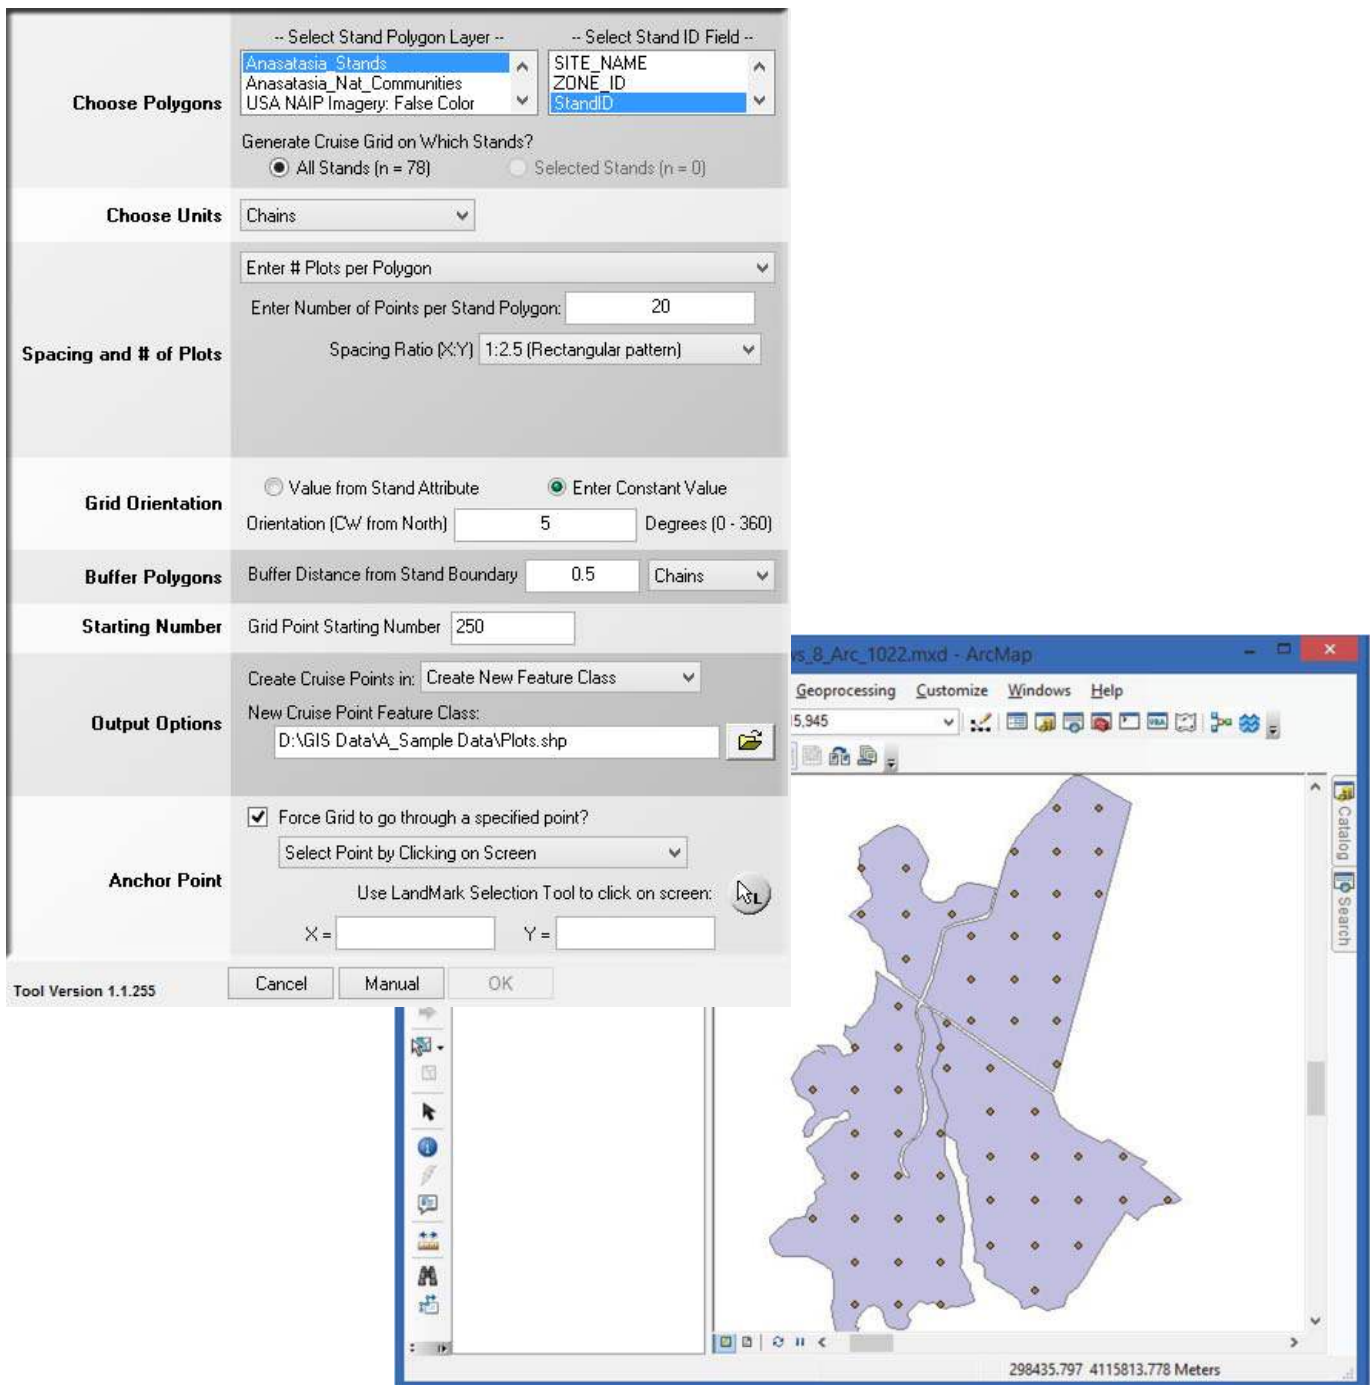 -- Select Stand Polygon Layer -- -- Select Stand ID Field --
Anasatasia_Stands SITE_NAME
Anasatasia_Nat_Communities ZONE_ID
USA NAIP Imagery: False Color StandID
Choose Polygons
Generate Cruise Grid on Which Stands?
All Stands (n = 78) Selected Stands (n = 0)
Choose Units Chains
Enter # Plots per Polygon
Enter Number of Points per Stand Polygon: 20
Spacing and # of Plots
Spacing Ratio (X:Y) 1:2.5 (Rectangular pattern)
Value from Stand Attribute Enter Constant Value
Grid Orientation
Orientation (CW from North) 5 Degrees (0 - 360)
Buffer Polygons Buffer Distance from Stand Boundary 0.5 Chains
Starting Number Grid Point Starting Number 250
Create Cruise Points in: Create New Feature Class
Output Options
New Cruise Point Feature Class:
D:\GIS Data\A_Sample Data\Plots.shp
Force Grid to go through a specified point?
Select Point by Clicking on Screen
Anchor Point
Use LandMark Selection Tool to click on screen: L
X = Y =
Tool Version 1.1.255 Cancel Manual OK
ws_8_Arc_1022.mxd - ArcMap
Geoprocessing Customize Windows Help
5,945
Catalog
Search
298435.797 4115813.778 Meters